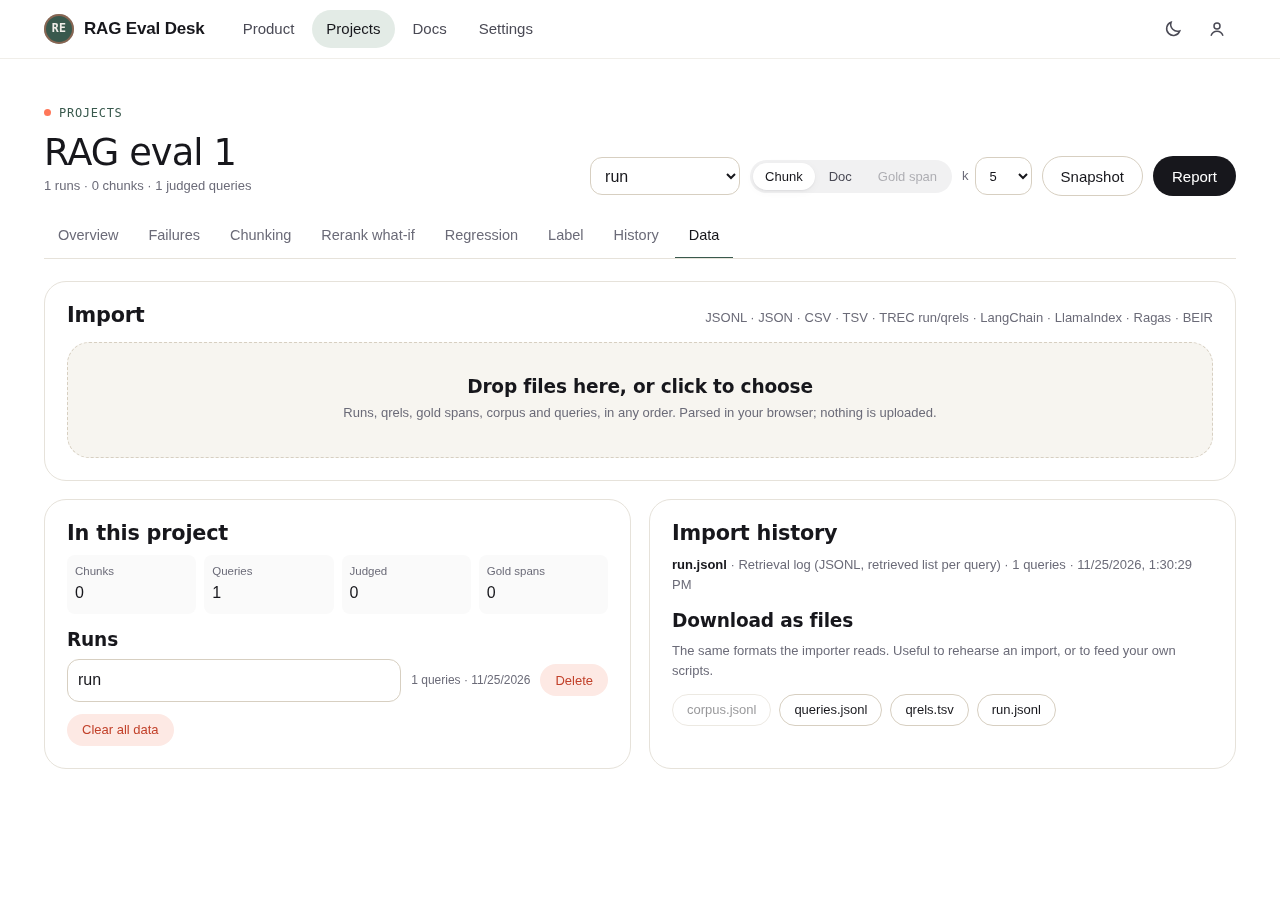 RE RAG Eval Desk Product Projects Docs Settings
PROJECTS
RAG eval 1
1 runs · 0 chunks · 1 judged queries
run Chunk Doc Gold span k 5 Snapshot Report
Overview Failures Chunking Rerank what-if Regression Label History Data
Import JSONL · JSON · CSV · TSV · TREC run/qrels · LangChain · LlamaIndex · Ragas · BEIR
Drop files here, or click to choose
Runs, qrels, gold spans, corpus and queries, in any order. Parsed in your browser; nothing is uploaded.
In this project
Chunks Queries Judged Gold spans
0 1 0 0
Runs
run 1 queries · 11/25/2026 Delete
Clear all data
Import history
run.jsonl · Retrieval log (JSONL, retrieved list per query) · 1 queries · 11/25/2026, 1:30:29
PM
Download as files
The same formats the importer reads. Useful to rehearse an import, or to feed your own
scripts.
corpus.jsonl queries.jsonl qrels.tsv run.jsonl